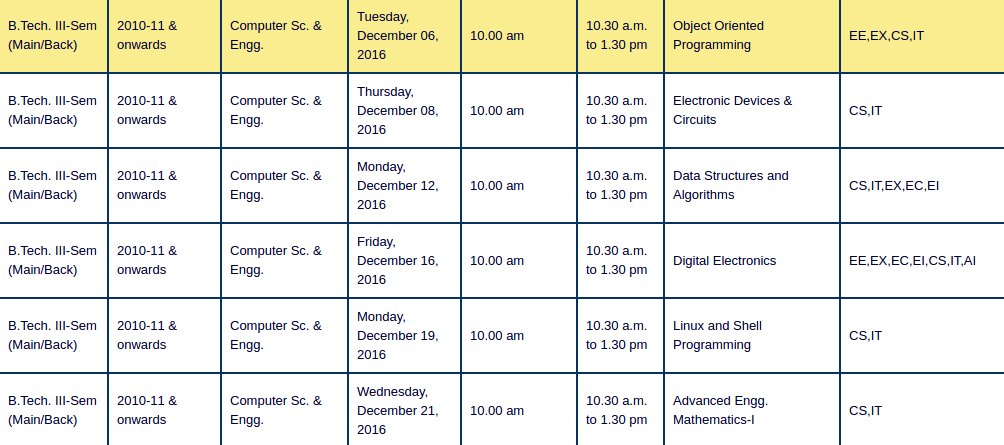 B.Tech. III-Sem
(Main/Back)
2010-11 &
onwards
Computer Sc. &
Engg.
Tuesday,
December 06,
2016
10.00 am
10.30 a.m.
to 1.30 pm
Object Oriented
Programming
EE,EX,CS,IT
B.Tech. III-Sem
(Main/Back)
2010-11 &
onwards
Computer Sc. &
Engg.
Thursday,
December 08,
2016
10.00 am
10.30 a.m.
to 1.30 pm
Electronic Devices &
Circuits
CS,IT
B.Tech. III-Sem
(Main/Back)
2010-11 &
onwards
Computer Sc. &
Engg.
Monday,
December 12,
2016
10.00 am
10.30 a.m.
to 1.30 pm
Data Structures and
Algorithms
CS,IT,EX,EC,EI
B.Tech. III-Sem
(Main/Back)
2010-11 &
onwards
Computer Sc. &
Engg.
Friday,
December 16,
2016
10.00 am
10.30 a.m.
to 1.30 pm
Digital Electronics
EE,EX,EC,EI,CS,IT,AI
B.Tech. III-Sem
(Main/Back)
2010-11 &
onwards
Computer Sc. &
Engg.
Monday,
December 19,
2016
10.00 am
10.30 a.m.
to 1.30 pm
Linux and Shell
Programming
CS,IT
B.Tech. III-Sem
(Main/Back)
2010-11 &
onwards
Computer Sc. &
Engg.
Wednesday,
December 21,
2016
10.00 am
10.30 a.m.
to 1.30 pm
Advanced Engg.
Mathematics-I
CS,IT